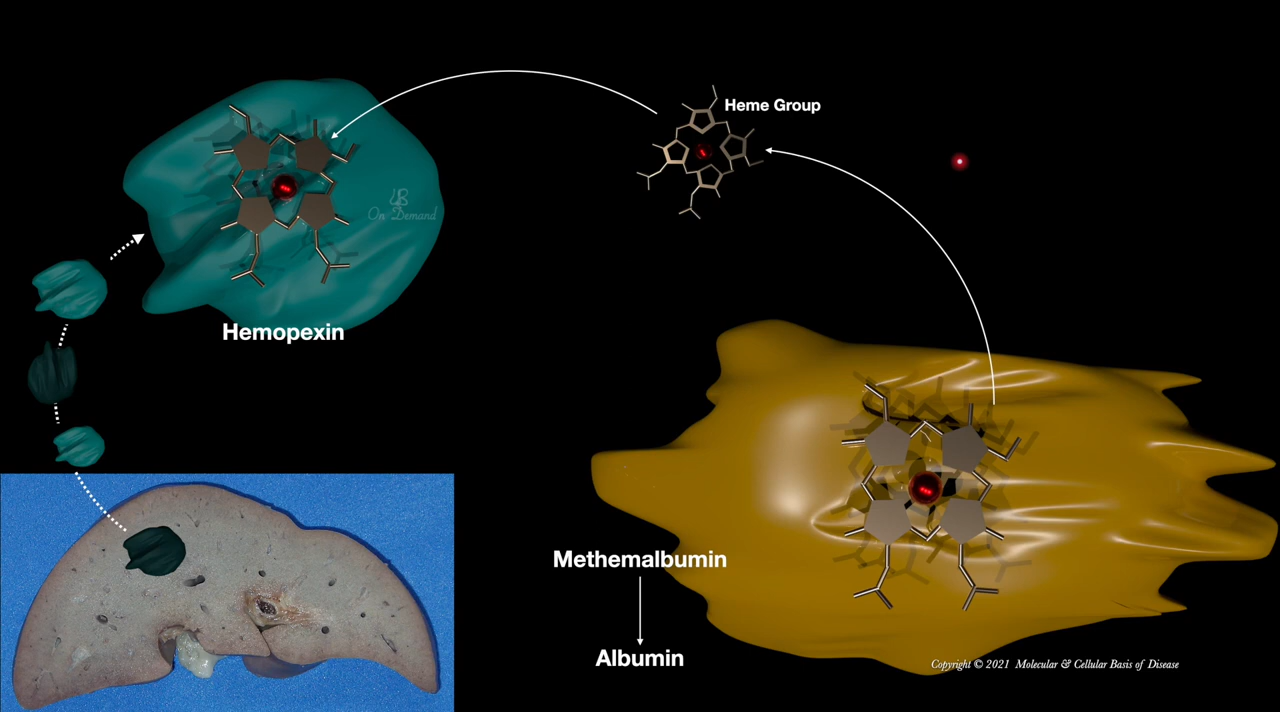 Heme Group
On Demand
Hemopexin
Methemalbumin
Albumin
Copyright © 2021 Molecular & Cellular Basis of Disease